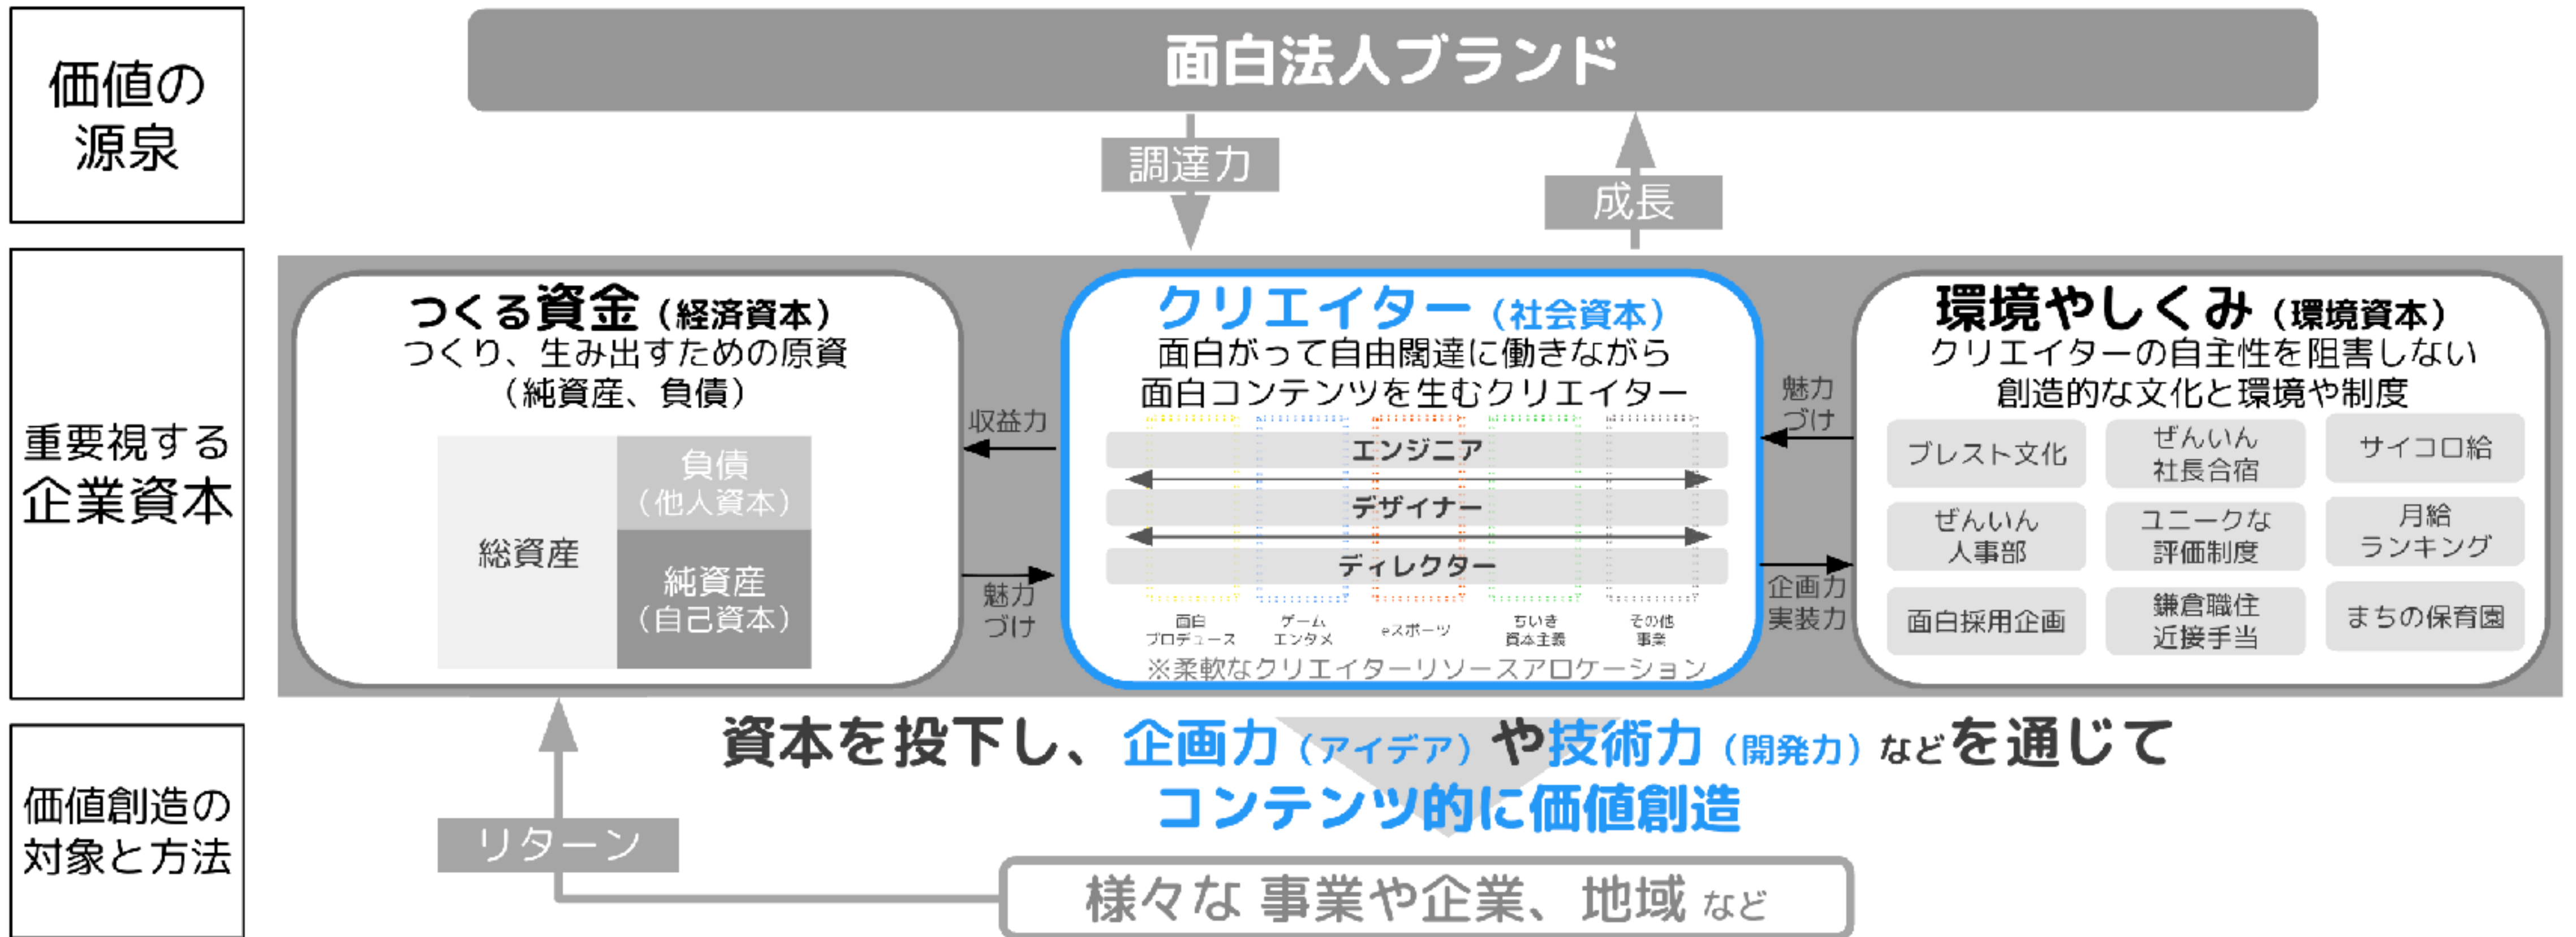 価値の
源泉
面白法人ブランド
調達力
成長
重要視する
企業資本
つくる資金（経済資本）
つくり、生み出すための原資
（純資産、負債）
総資産
負債
（他人資本）
純資産
（自己資本）
収益力
魅力
づけ
クリエイター（社会資本）
面白がって自由闊達に働きながら
面白コンテンツを生むクリエイター
エンジニア
デザイナー
ディレクター
面白
プロデュース
ゲーム
エンタメ
eスポーツ
ちいき
資本主義
その他
事業
※柔軟なクリエイターリソースアロケーション
魅力
づけ
企画力
実装力
環境やしくみ（環境資本）
クリエイターの自主性を阻害しない
創造的な文化と環境や制度
ブレスト文化
ぜんいん
社長合宿
サイコロ給
ぜんいん
人事部
ユニークな
評価制度
月給
ランキング
面白採用企画
鎌倉職住
近接手当
まちの保育園
価値創造の
対象と方法
資本を投下し、企画力（アイデア）や技術力（開発力）などを通じて
コンテンツ的に価値創造
リターン
様々な 事業や企業、地域 など